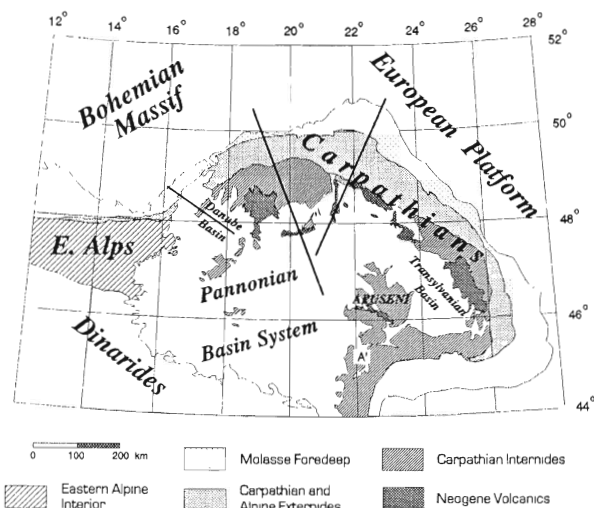 12° 14° 16° 18° 20° 22° 24° 26° 28°
52°
Bohemian
Massif
European Platform
50°
Carpathians
Danube
Basin
48°
E. Alps
Pannonian
Transylvanian
Basin
APUSENI
46°
Basin System
Dinarides
A'
44°
0 100 200 km
Molasse Foredeep
Carpathian Internides
Eastern Alpine
Interior
Carpathian and
Alpine Externides
Neogene Volcanics